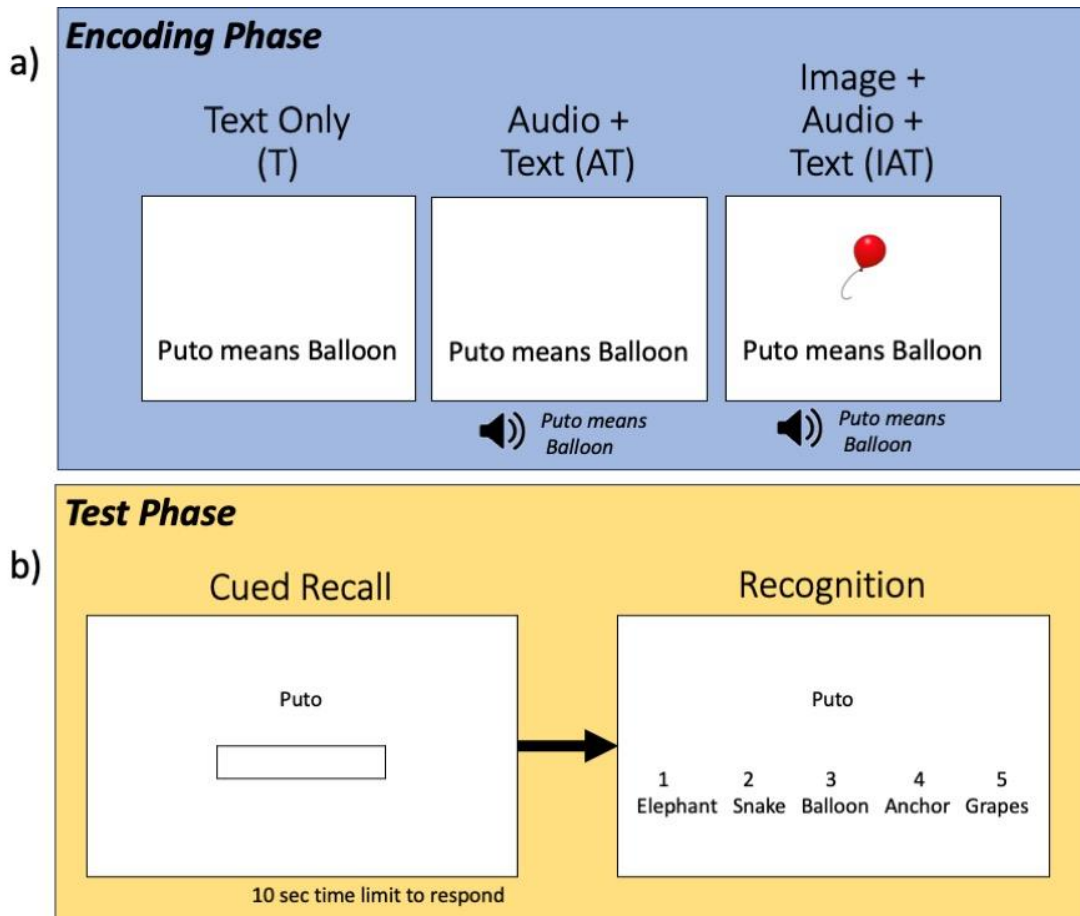 a)
Encoding Phase
Text Only
(T)
Audio +
Text (AT)
Image +
Audio +
Text (IAT)
Puto means Balloon
Puto means Balloon
Puto means Balloon
Puto means
Balloon
Puto means
Balloon
b)
Test Phase
Cued Recall
Puto
10 sec time limit to respond
Recognition
Puto
1 2 3 4 5
Elephant Snake Balloon Anchor Grapes